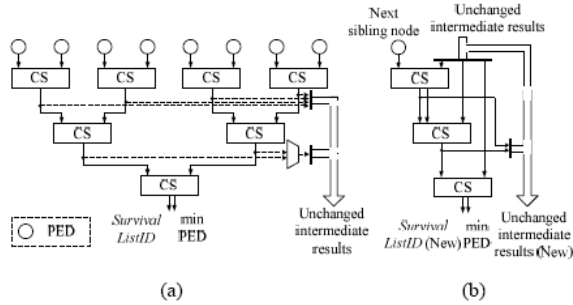 Next
sibling node
Unchanged
intermediate results
CS CS CS CS
CS
CS CS
CS
CS
CS
PED
Survival
ListID
min
PED
Unchanged
intermediate
results
Survival
ListID (New)
min
PED
Unchanged
intermediate
results (New)
(a)
(b)